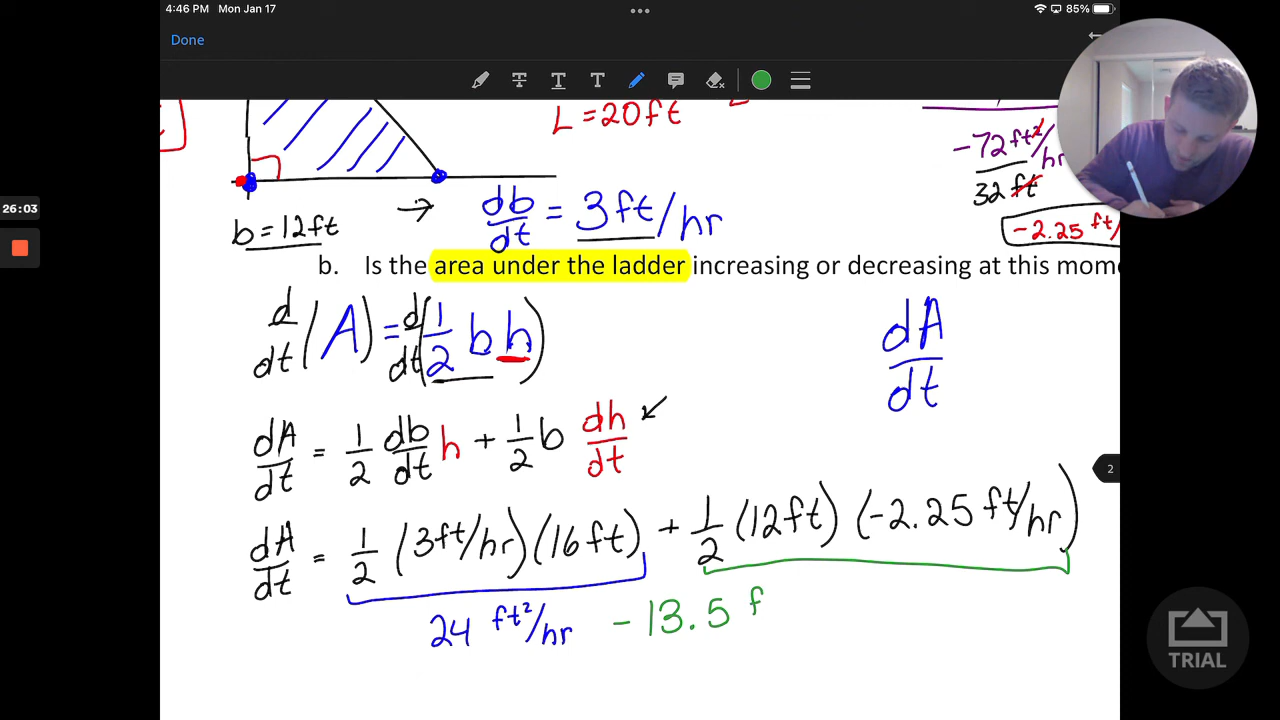 4:46 PM Mon Jan 17
85%
Done
T T T
26:03
L = 20ft
-72 ft²/hr
32 ft
-2.25 ft/
b = 12ft
→ db/dt = 3ft/hr
b. Is the area under the ladder increasing or decreasing at this mome
d/dt (A) = d/dt (1/2 b h)
dA/dt
dA/dt = 1/2 db/dt h + 1/2 b dh/dt
2
dA/dt = 1/2 (3ft/hr)(16ft) + 1/2 (12ft) (-2.25 ft/hr)
24 ft²/hr - 13.5 f
TRIAL